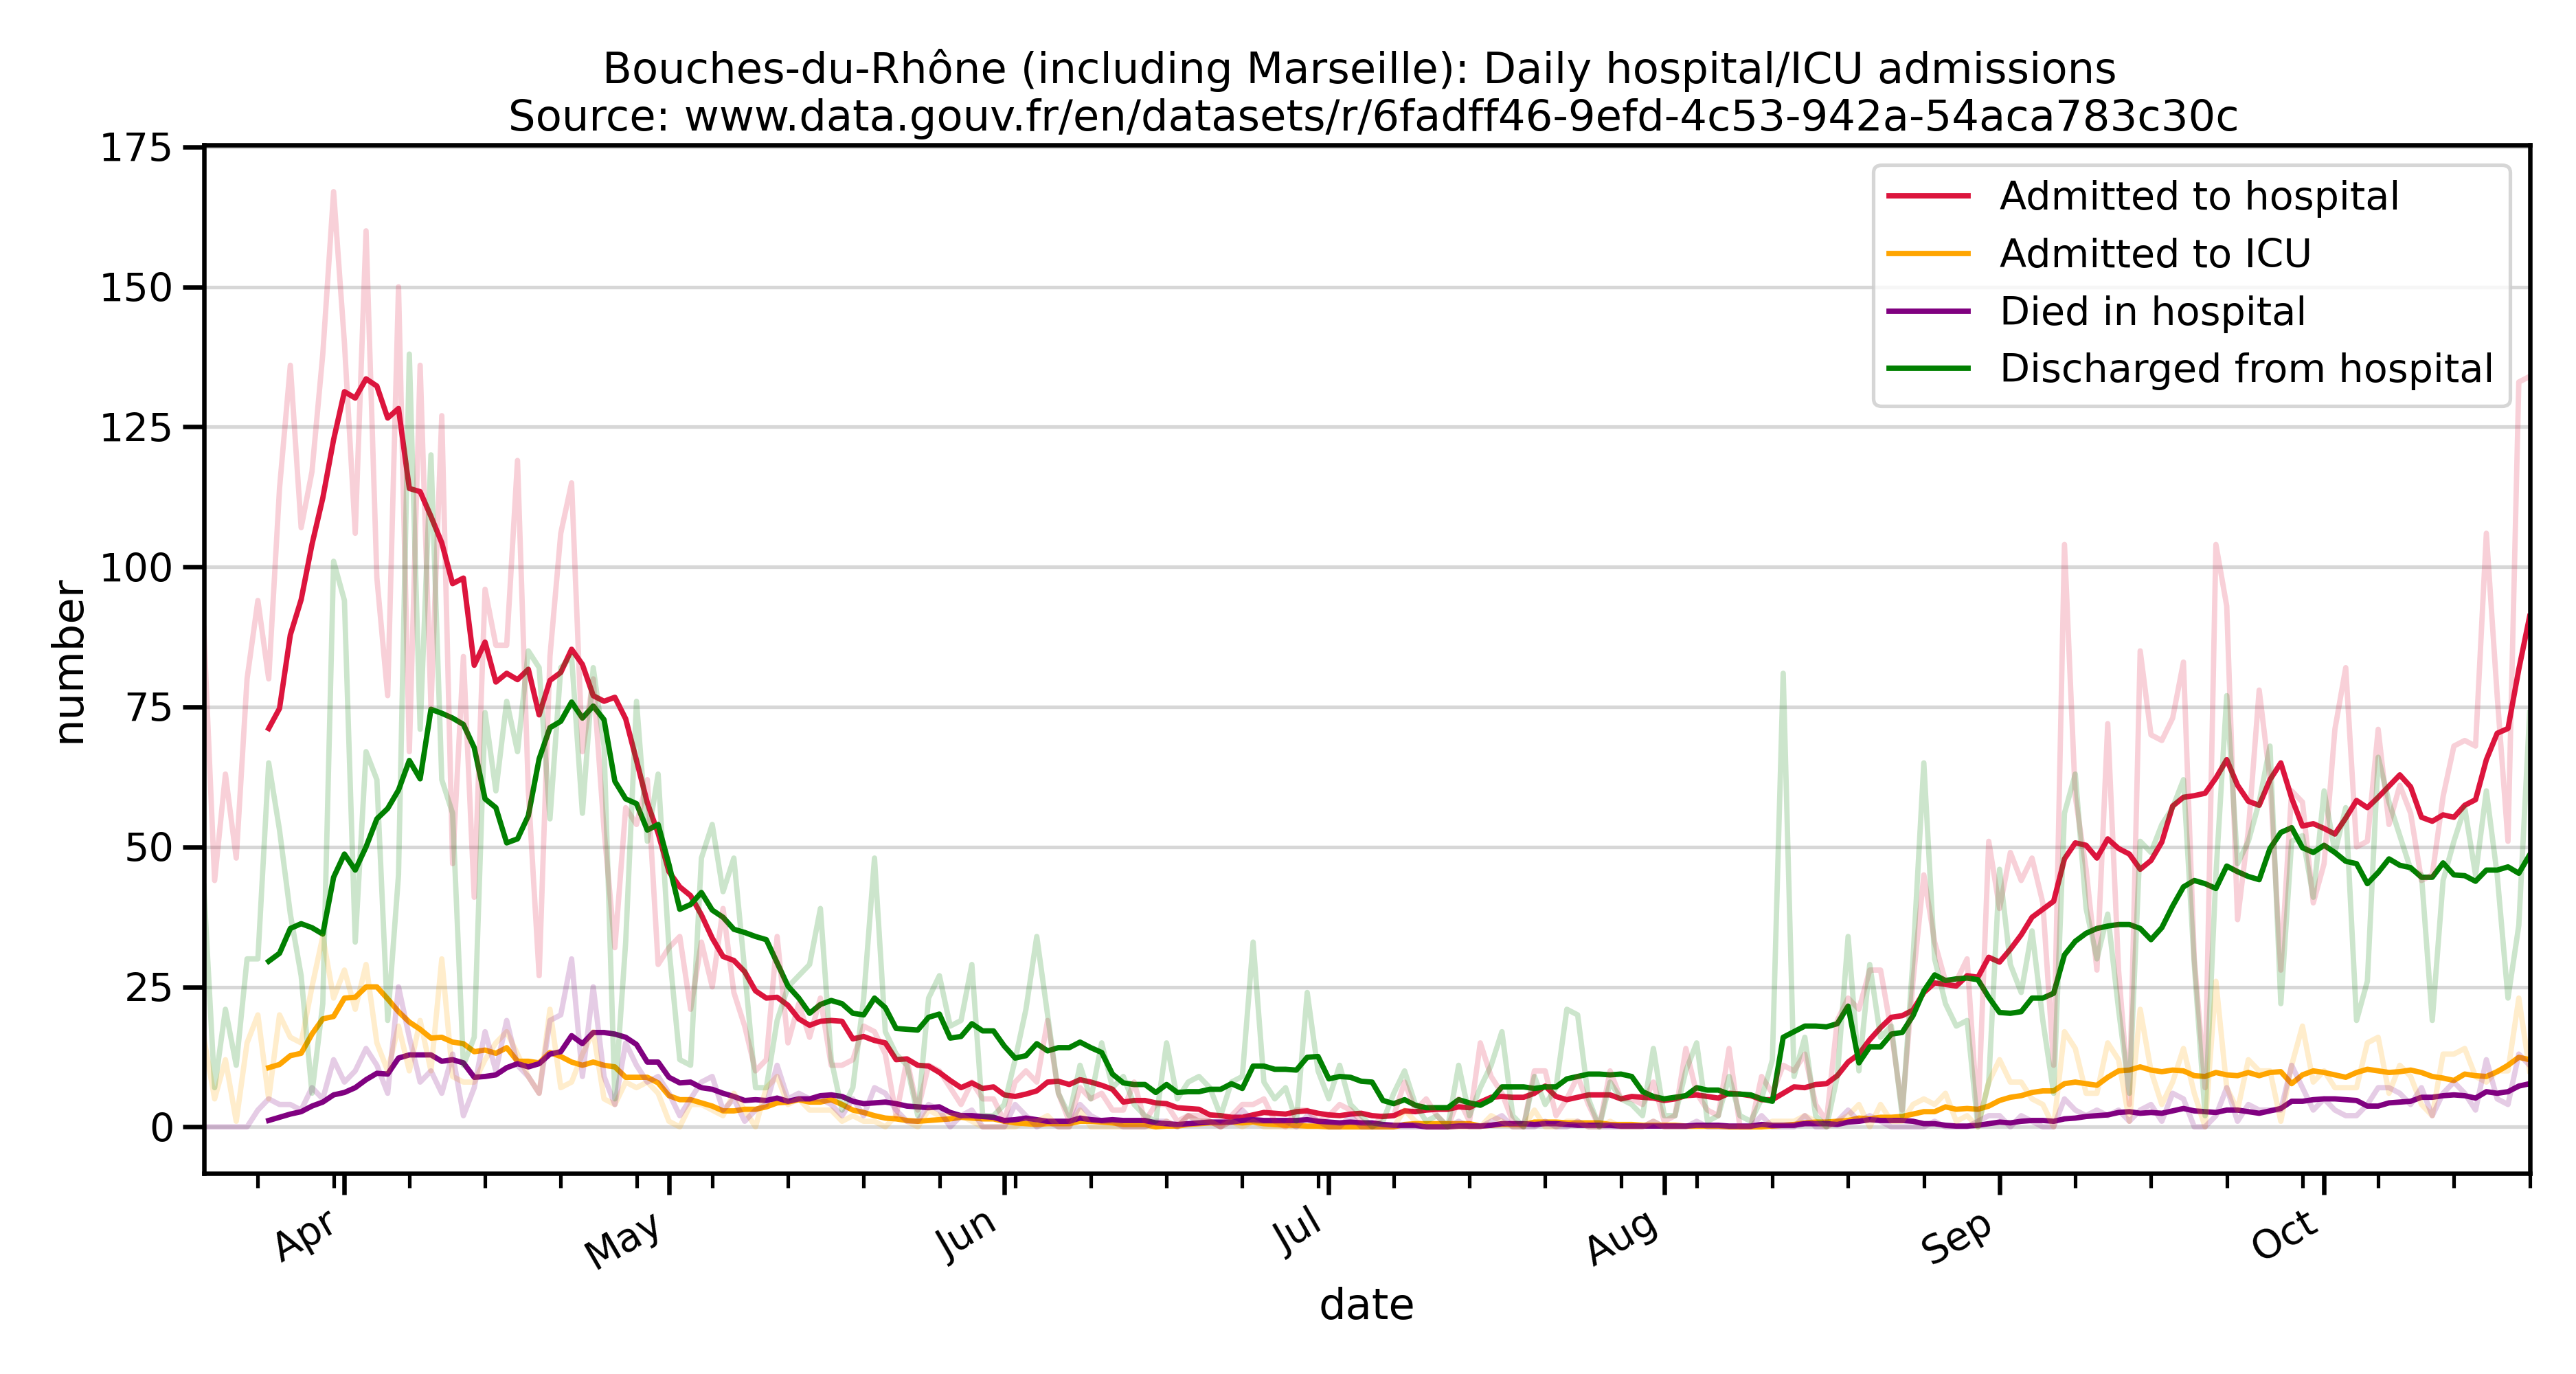 Bouches-du-Rhône (including Marseille): Daily hospital/ICU admissions
Source: www.data.gouv.fr/en/datasets/r/6fadff46-9efd-4c53-942a-54aca783c30c
175
150
125
100
75
50
25
0
number
Admitted to hospital
Admitted to ICU
Died in hospital
Discharged from hospital
Apr
May
Jun
Jul
Aug
Sep
Oct
date